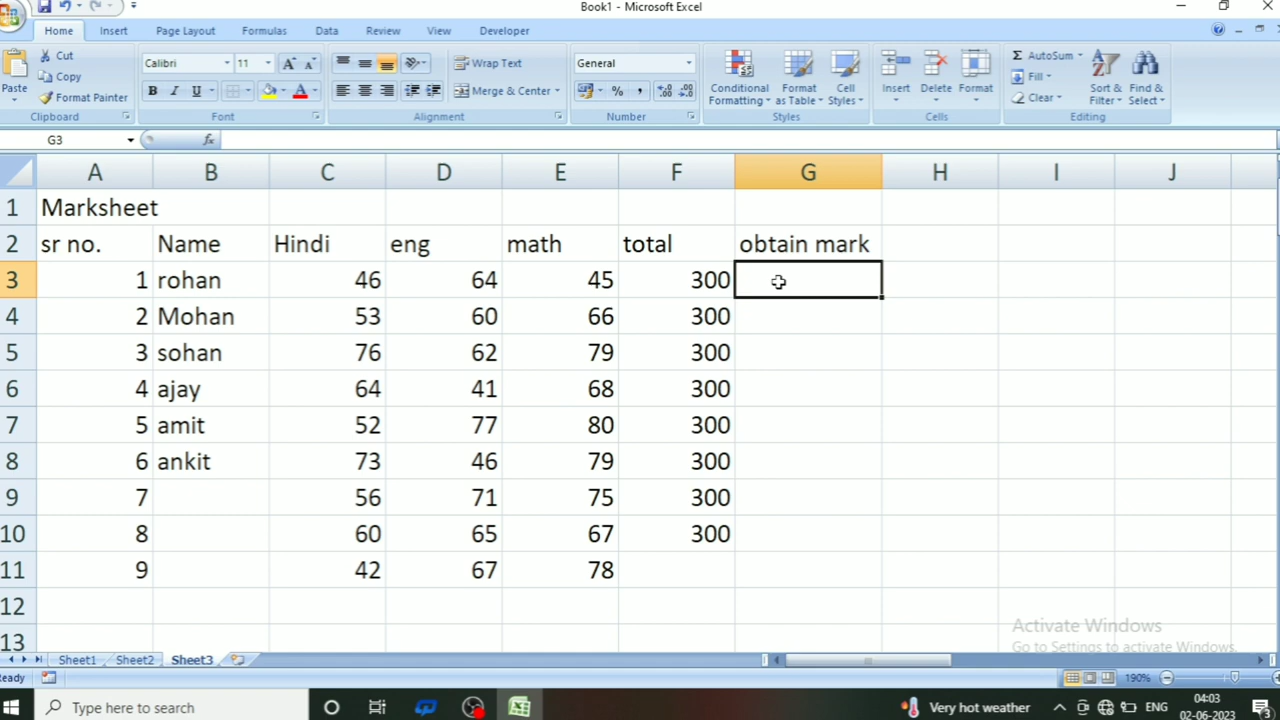 Book1 - Microsoft Excel
Home Insert Page Layout Formulas Data Review View Developer
Paste Cut Copy Format Painter Clipboard
Calibri 11 A A B I U A Font
Wrap Text Merge & Center Alignment
General % , Number
Conditional Formatting Format as Table Cell Styles Styles
Insert Delete Format Cells
Σ AutoSum Fill Clear Sort & Filter Find & Select Editing
G3 fx
A B C D E F G H I J
1 Marksheet
2 sr no. Name Hindi eng math total obtain mark
3 1 rohan 46 64 45 300
4 2 Mohan 53 60 66 300
5 3 sohan 76 62 79 300
6 4 ajay 64 41 68 300
7 5 amit 52 77 80 300
8 6 ankit 73 46 79 300
9 7 56 71 75 300
10 8 60 65 67 300
11 9 42 67 78
12
13
Activate Windows
Go to Settings to activate Windows.
Sheet1 Sheet2 Sheet3
eady 190%
Type here to search Very hot weather ENG 04:03
02-06-2023 3